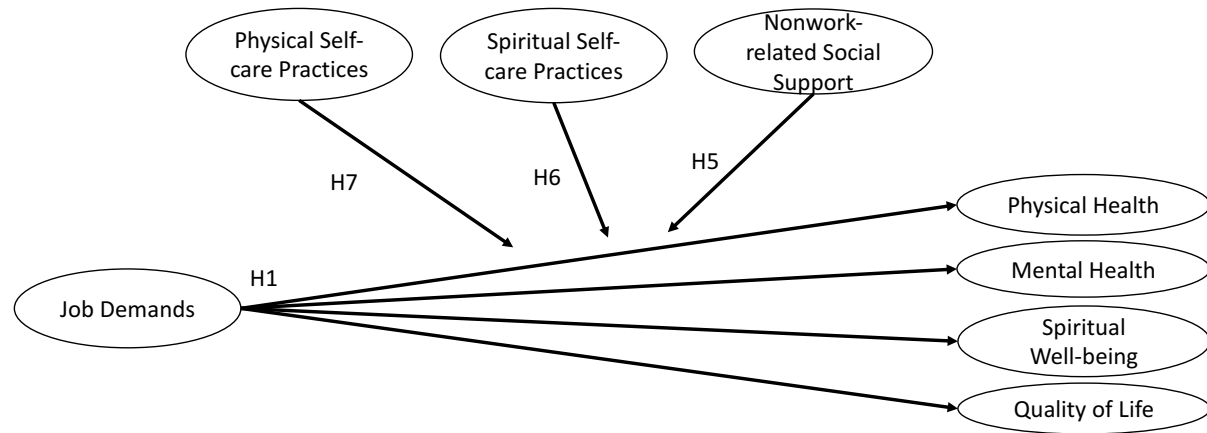 Physical Self-
care Practices
Spiritual Self-
care Practices
Nonwork-
related Social
Support
H7
H6
H5
H1
Job Demands
Physical Health
Mental Health
Spiritual
Well-being
Quality of Life